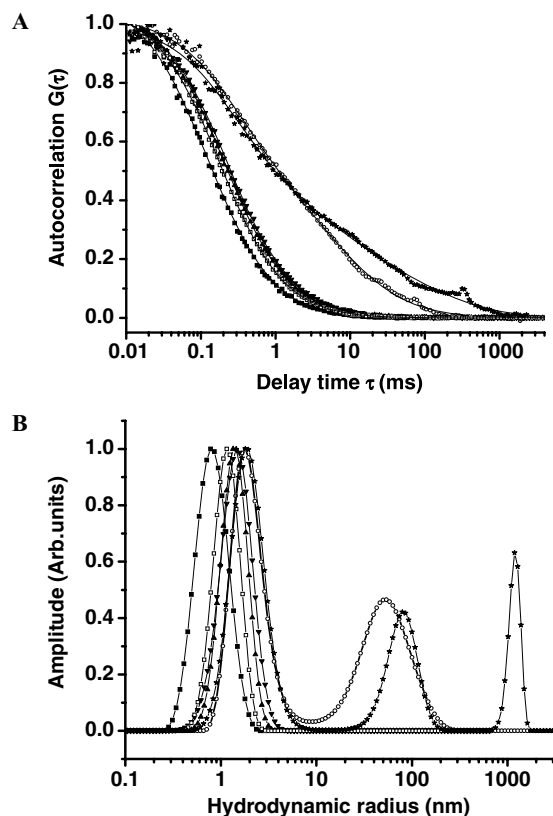 A
Autocorrelation G(τ)
1.0
0.8
0.6
0.4
0.2
0.0
0.01 0.1 1 10 100 1000
Delay time τ (ms)
B
Amplitude (Arb.units)
1.0
0.8
0.6
0.4
0.2
0.0
0.1 1 10 100 1000
Hydrodynamic radius (nm)